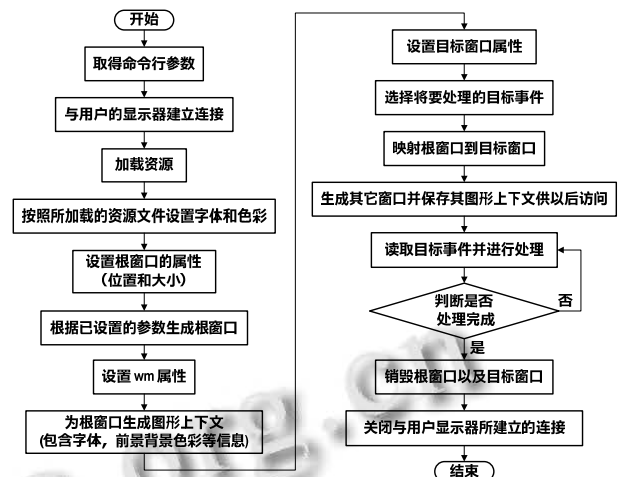 开始
取得命令行参数
与用户的显示器建立连接
加载资源
按照所加载的资源文件设置字体和色彩
设置根窗口的属性
（位置和大小）
根据已设置的参数生成根窗口
设置 wm 属性
为根窗口生成图形上下文
(包含字体，前景背景色彩等信息)
设置目标窗口属性
选择将要处理的目标事件
映射根窗口到目标窗口
生成其它窗口并保存其图形上下文供以后访问
读取目标事件并进行处理
判断是否
处理完成
否
是
销毁根窗口以及目标窗口
关闭与用户显示器所建立的连接
结束